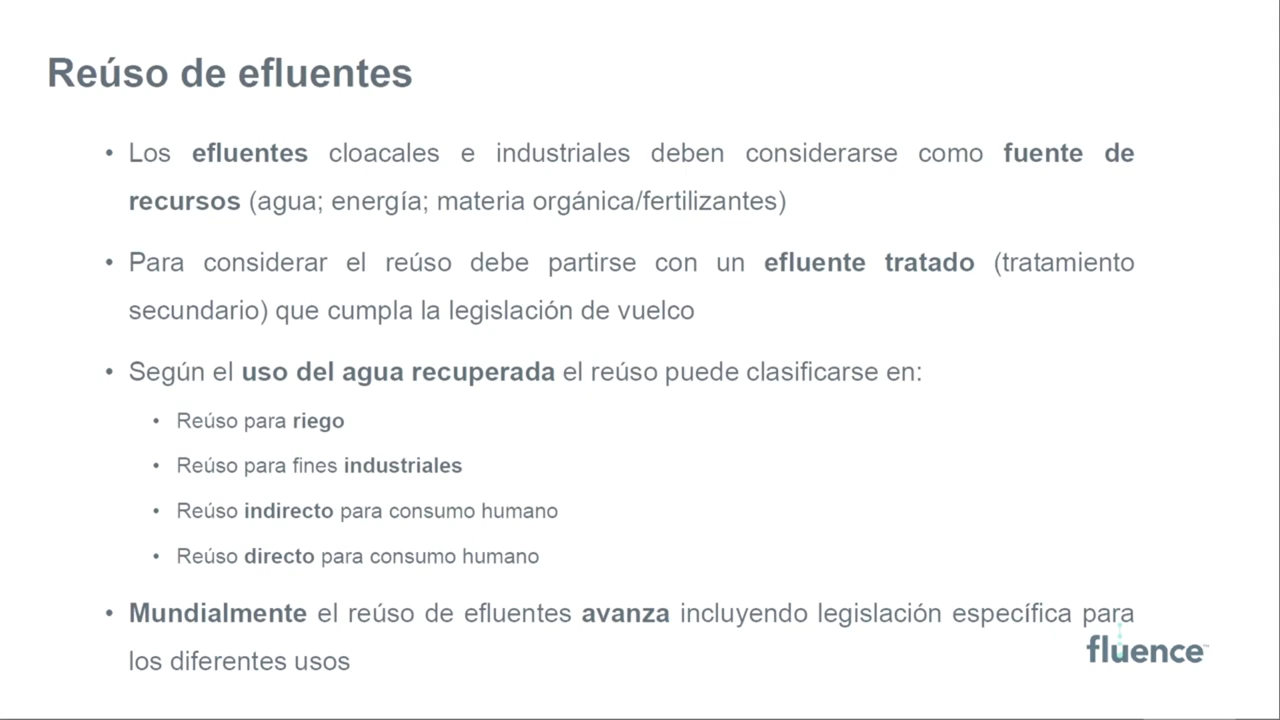 Reúso de efluentes
• Los efluentes cloacales e industriales deben considerarse como fuente de
recursos (agua; energía; materia orgánica/fertilizantes)
• Para considerar el reúso debe partirse con un efluente tratado (tratamiento
secundario) que cumpla la legislación de vuelco
• Según el uso del agua recuperada el reúso puede clasificarse en:
• Reúso para riego
• Reúso para fines industriales
• Reúso indirecto para consumo humano
• Reúso directo para consumo humano
• Mundialmente el reúso de efluentes avanza incluyendo legislación específica para
los diferentes usos
fluence™